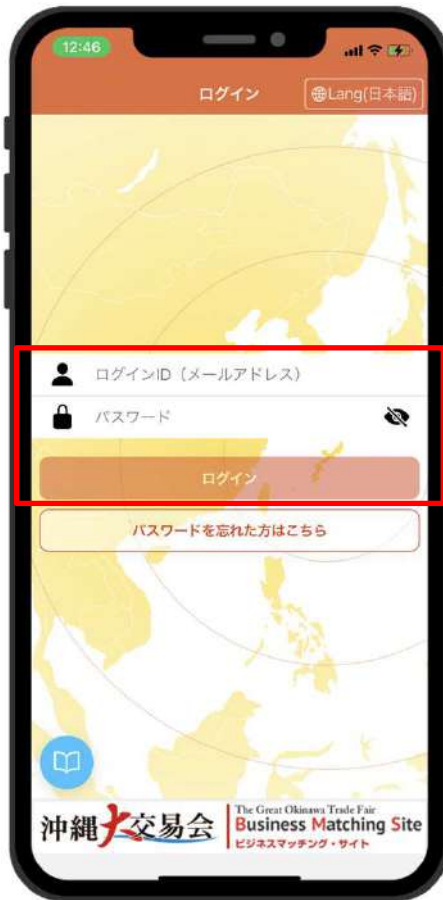 12:46
ログイン
Lang(日本語)
ログインID（メールアドレス）
パスワード
ログイン
パスワードを忘れた方はこちら
沖縄大交易会
The Great Okinawa Trade Fair
Business Matching Site
ビジネスマッチング・サイト